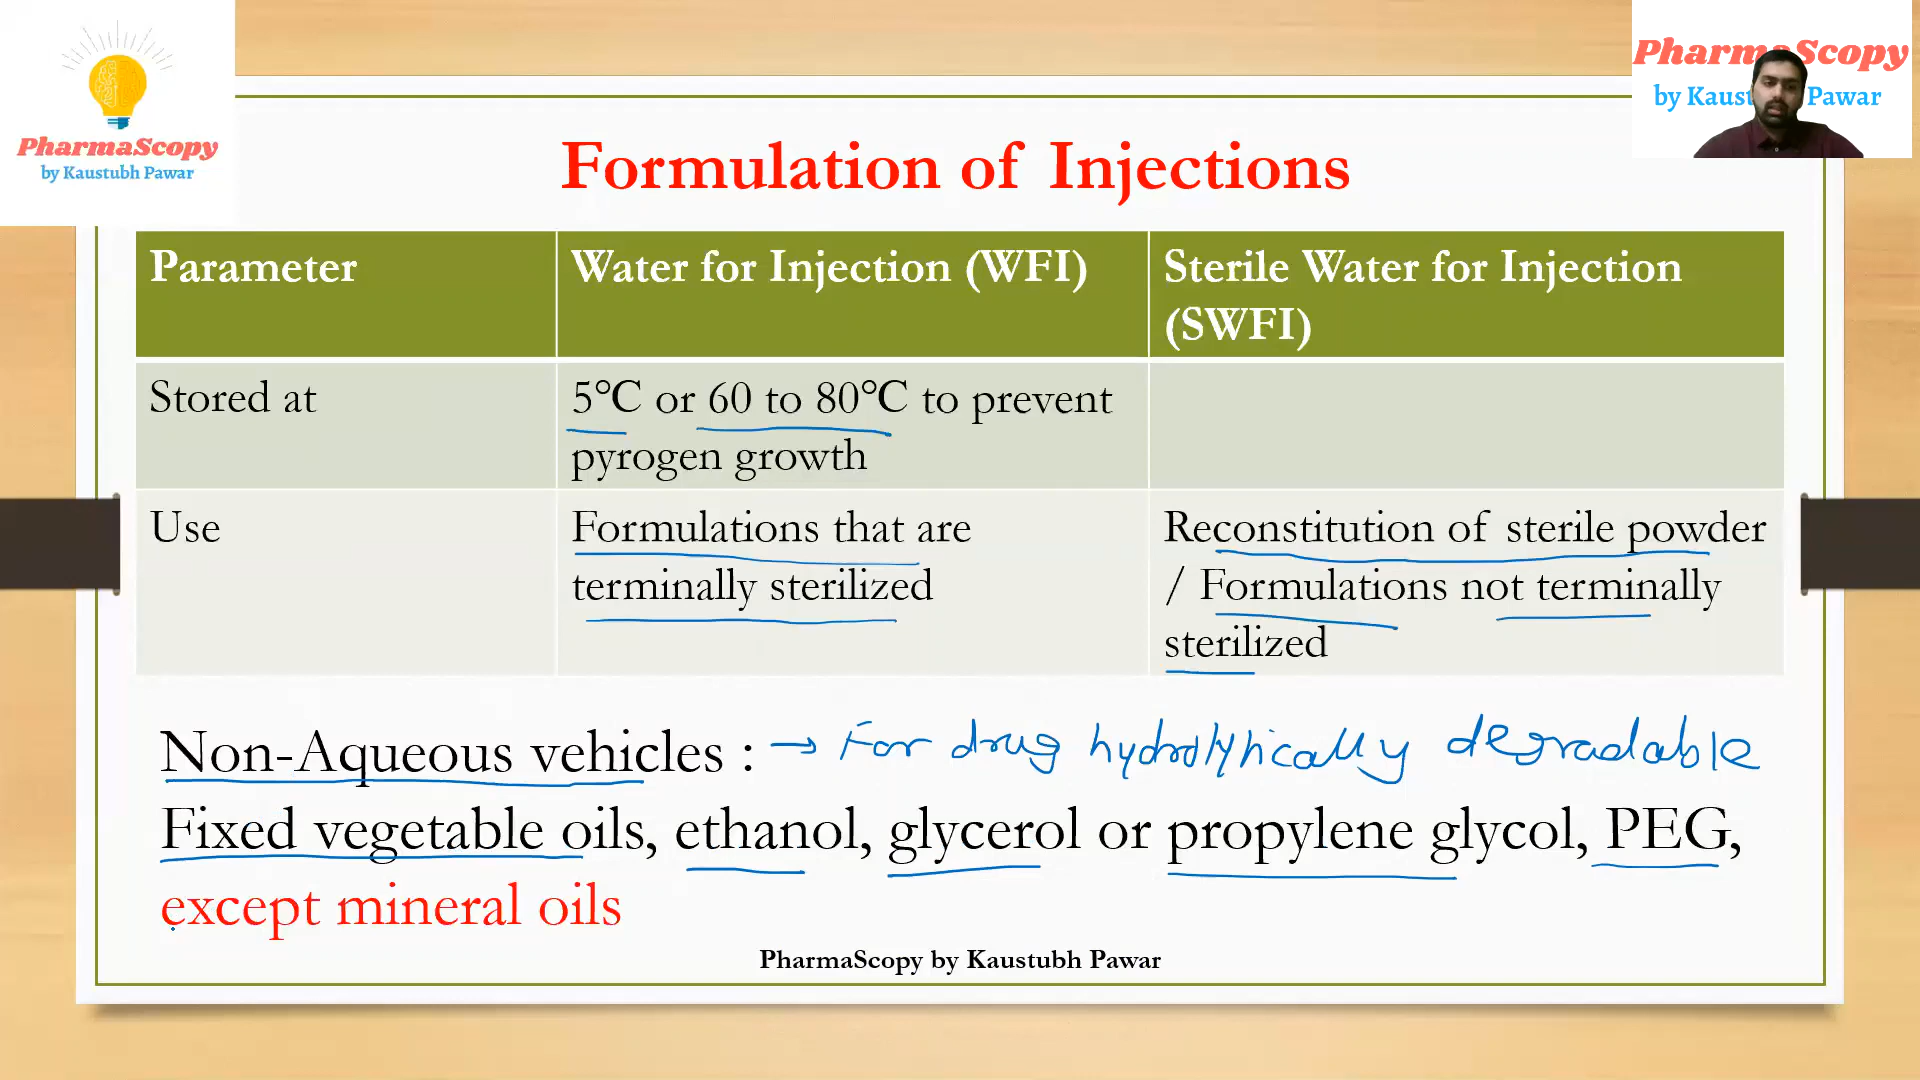 PharmaScopy
by Kaustubh Pawar
PharmaScopy
by Kaust Pawar
Formulation of Injections
Parameter
Water for Injection (WFI)
Sterile Water for Injection
(SWFI)
Stored at
5°C or 60 to 80°C to prevent
pyrogen growth
Use
Formulations that are
terminally sterilized
Reconstitution of sterile powder
/ Formulations not terminally
sterilized
Non-Aqueous vehicles : → For drug hydrolytically degradable
Fixed vegetable oils, ethanol, glycerol or propylene glycol, PEG,
except mineral oils
PharmaScopy by Kaustubh Pawar